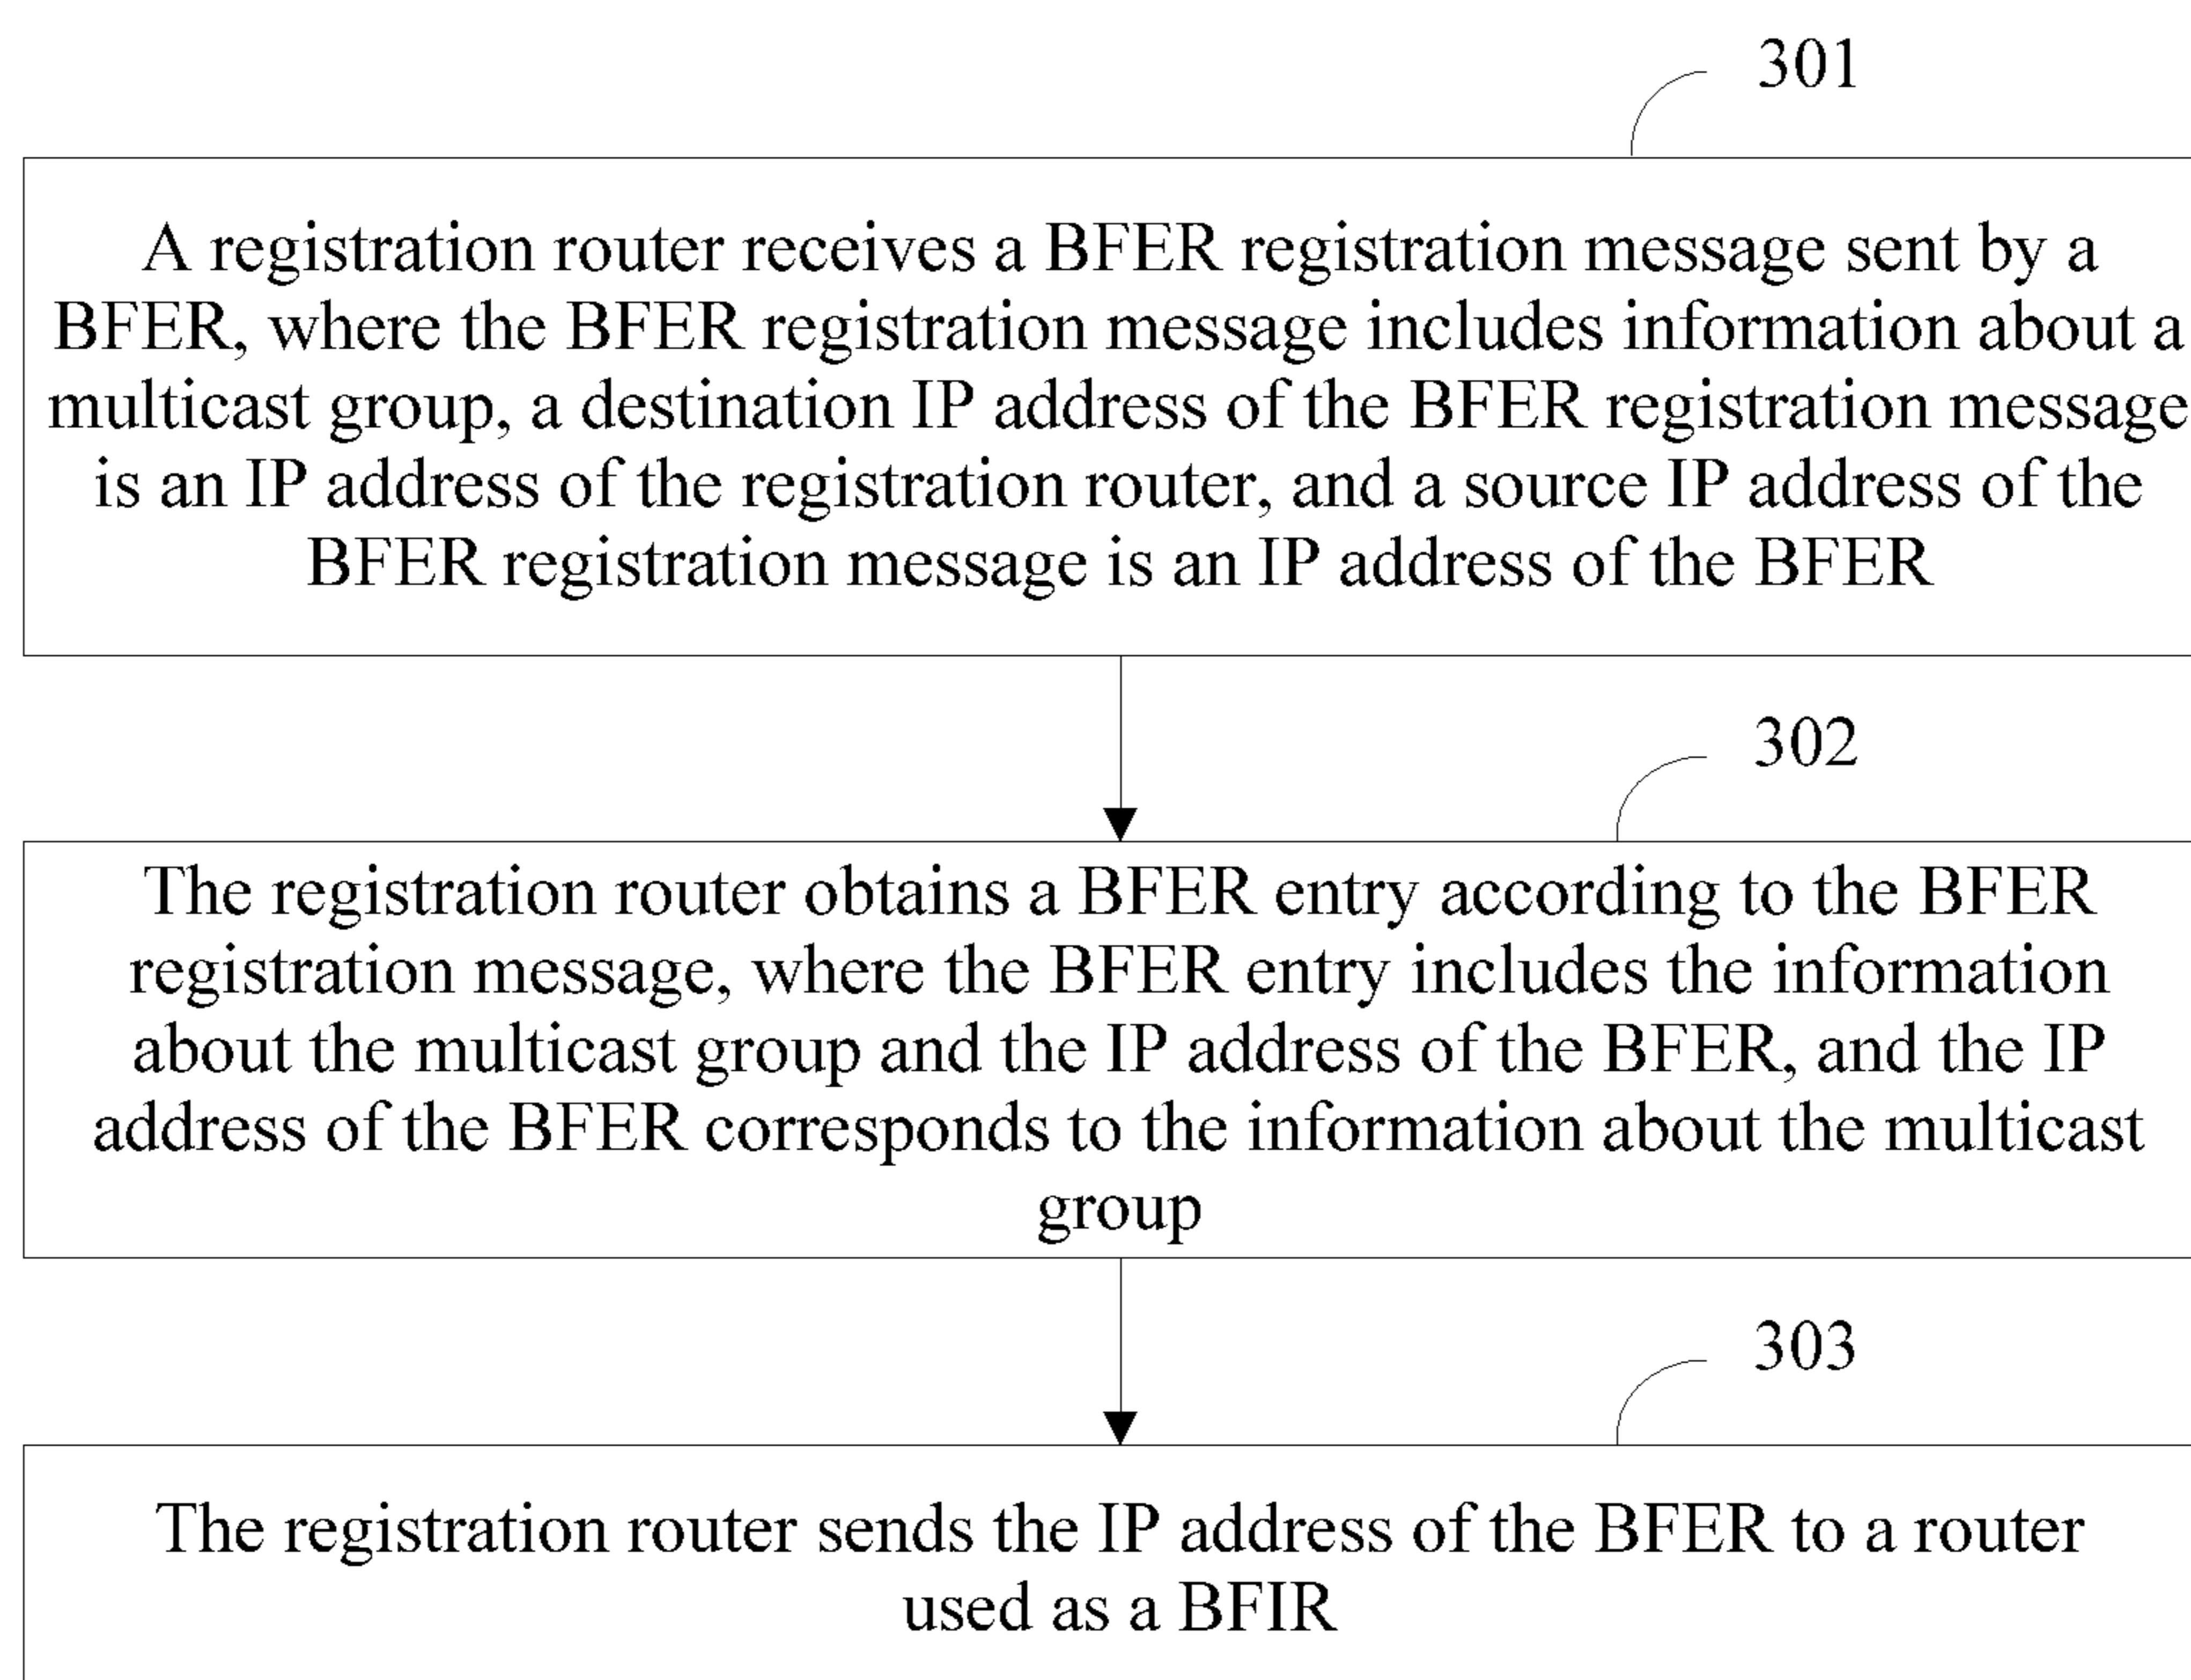 301
A registration router receives a BFER registration message sent by a
BFER, where the BFER registration message includes information about a
multicast group, a destination IP address of the BFER registration message
is an IP address of the registration router, and a source IP address of the
BFER registration message is an IP address of the BFER
302
The registration router obtains a BFER entry according to the BFER
registration message, where the BFER entry includes the information
about the multicast group and the IP address of the BFER, and the IP
address of the BFER corresponds to the information about the multicast
group
303
The registration router sends the IP address of the BFER to a router
used as a BFIR